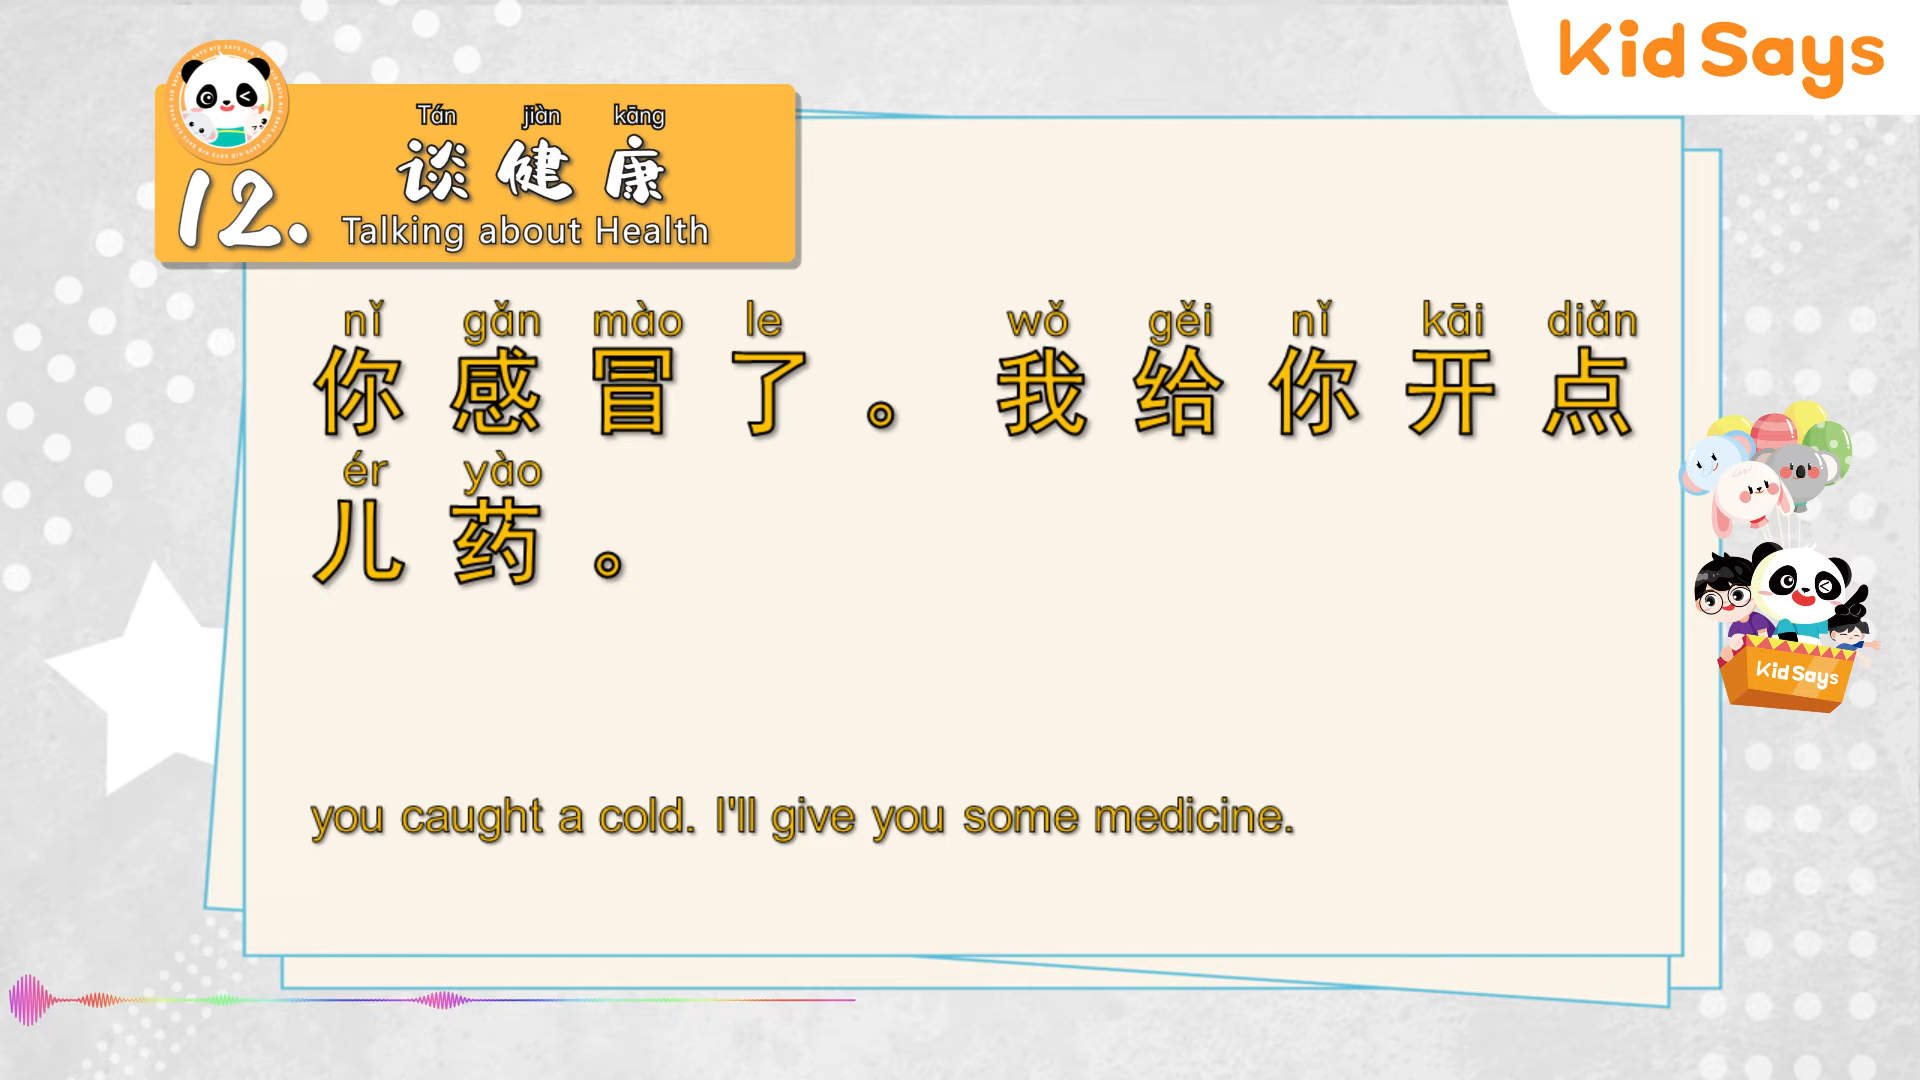 Kid Says
Tán jiàn kāng
谈健康
12.
Talking about Health
nǐ gǎn mào le wǒ gěi nǐ kāi diǎn
你感冒了。我给你开点
ér yào
儿药。
you caught a cold. I'll give you some medicine.
Kid Says